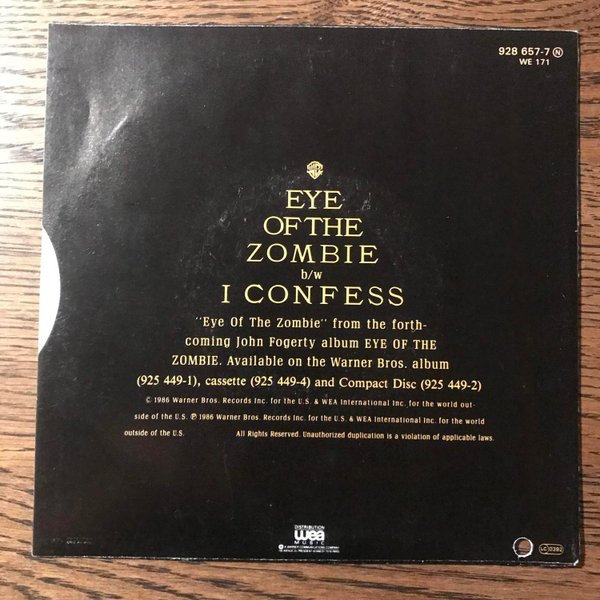 928 657-7 Ⓝ
WE 171
EYE
OF THE
ZOMBIE
b/w
I CONFESS
"Eye Of The Zombie" from the forth-
coming John Fogerty album EYE OF THE
ZOMBIE. Available on the Warner Bros. album
(925 449-1), cassette (925 449-4) and Compact Disc (925 449-2)
© 1986 Warner Bros. Records Inc. for the U.S. & WEA International Inc. for the world out-
side of the U.S. ℗ 1986 Warner Bros. Records Inc. for the U.S. & WEA International Inc. for the world
outside of the U.S. All Rights Reserved. Unauthorized duplication is a violation of applicable laws.
DISTRIBUTION
wea
MUSIC
A WARNER COMMUNICATIONS COMPANY
LC 0392